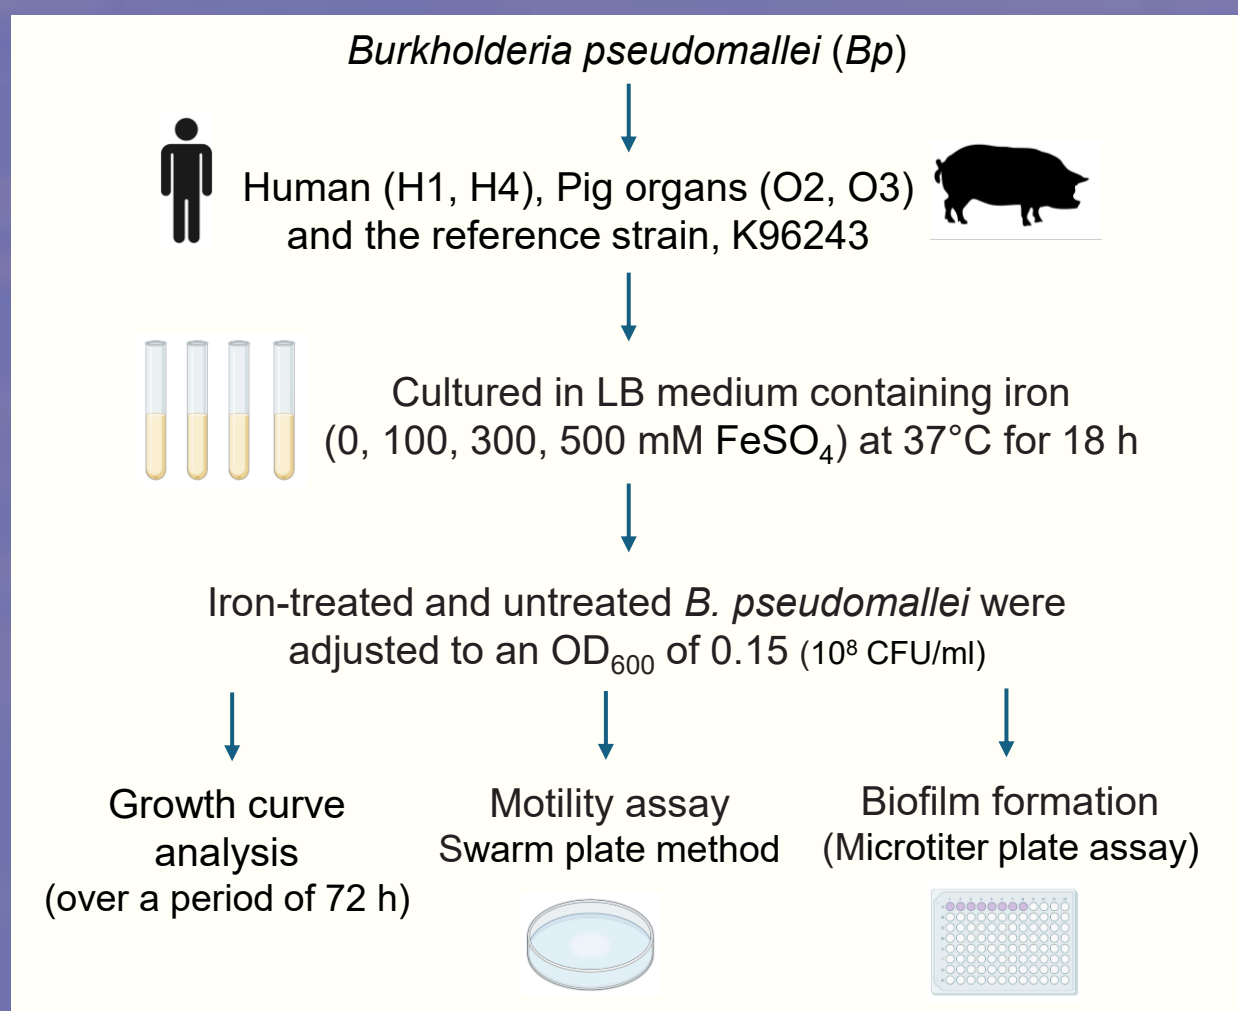 Burkholderia pseudomallei (Bp)
Human (H1, H4), Pig organs (O2, O3)
and the reference strain, K96243
Cultured in LB medium containing iron
(0, 100, 300, 500 mM FeSO₄) at 37°C for 18 h
Iron-treated and untreated B. pseudomallei were
adjusted to an OD₆₀₀ of 0.15 (10⁸ CFU/ml)
Growth curve
analysis
(over a period of 72 h)
Motility assay
Swarm plate method
Biofilm formation
(Microtiter plate assay)